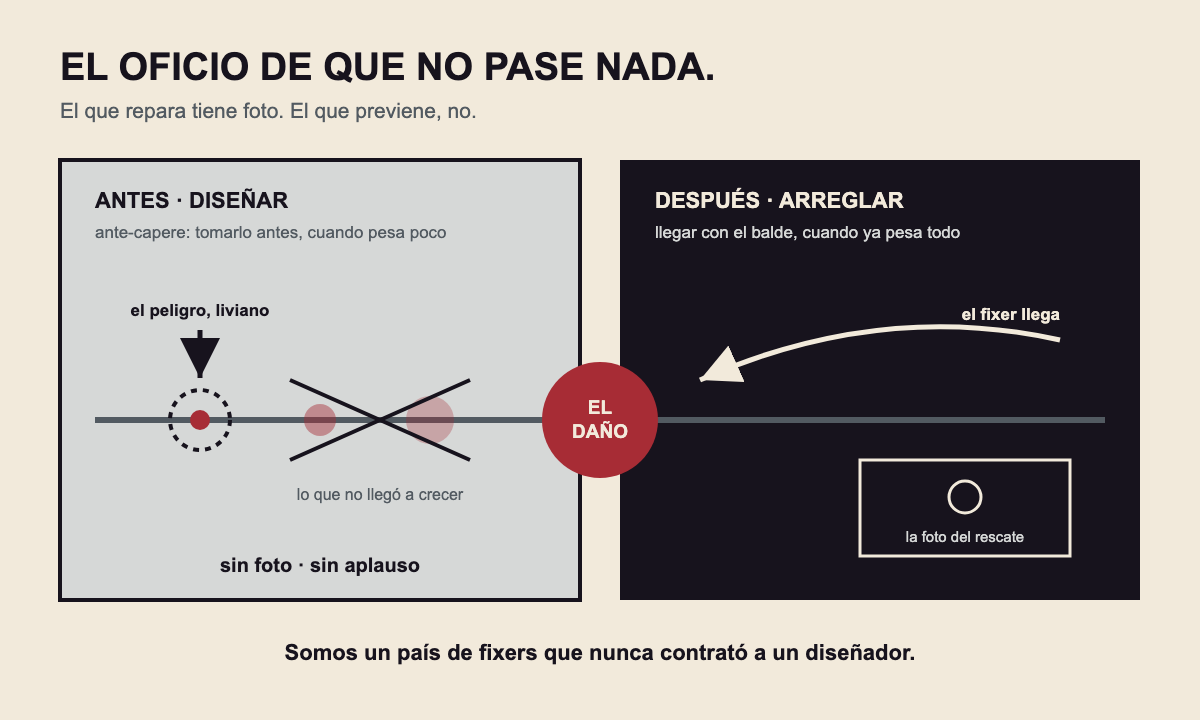 EL OFICIO DE QUE NO PASE NADA.
El que repara tiene foto. El que previene, no.
ANTES · DISEÑAR
ante-capere: tomarlo antes, cuando pesa poco
el peligro, liviano
lo que no llegó a crecer
sin foto · sin aplauso
EL
DAÑO
DESPUÉS · ARREGLAR
llegar con el balde, cuando ya pesa todo
el fixer llega
la foto del rescate
Somos un país de fixers que nunca contrató a un diseñador.